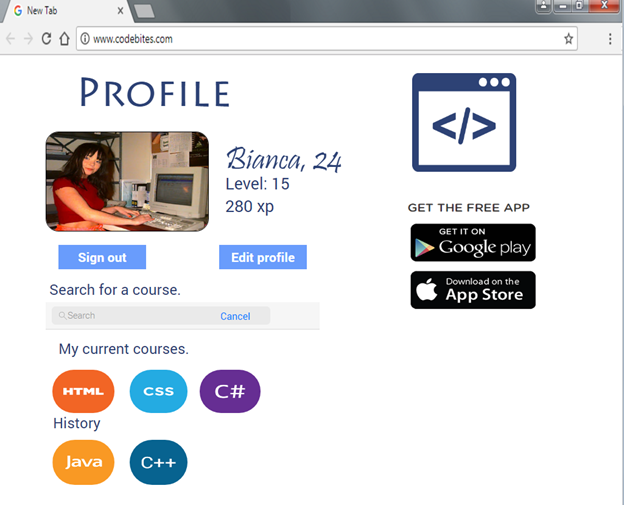 New Tab
www.codebites.com
PROFILE
Bianca, 24
Level: 15
280 xp
Sign out
Edit profile
Search for a course.
Search
Cancel
My current courses.
HTML
CSS
C#
History
Java
C++
</>
GET THE FREE APP
GET IT ON
Google play
Download on the
App Store